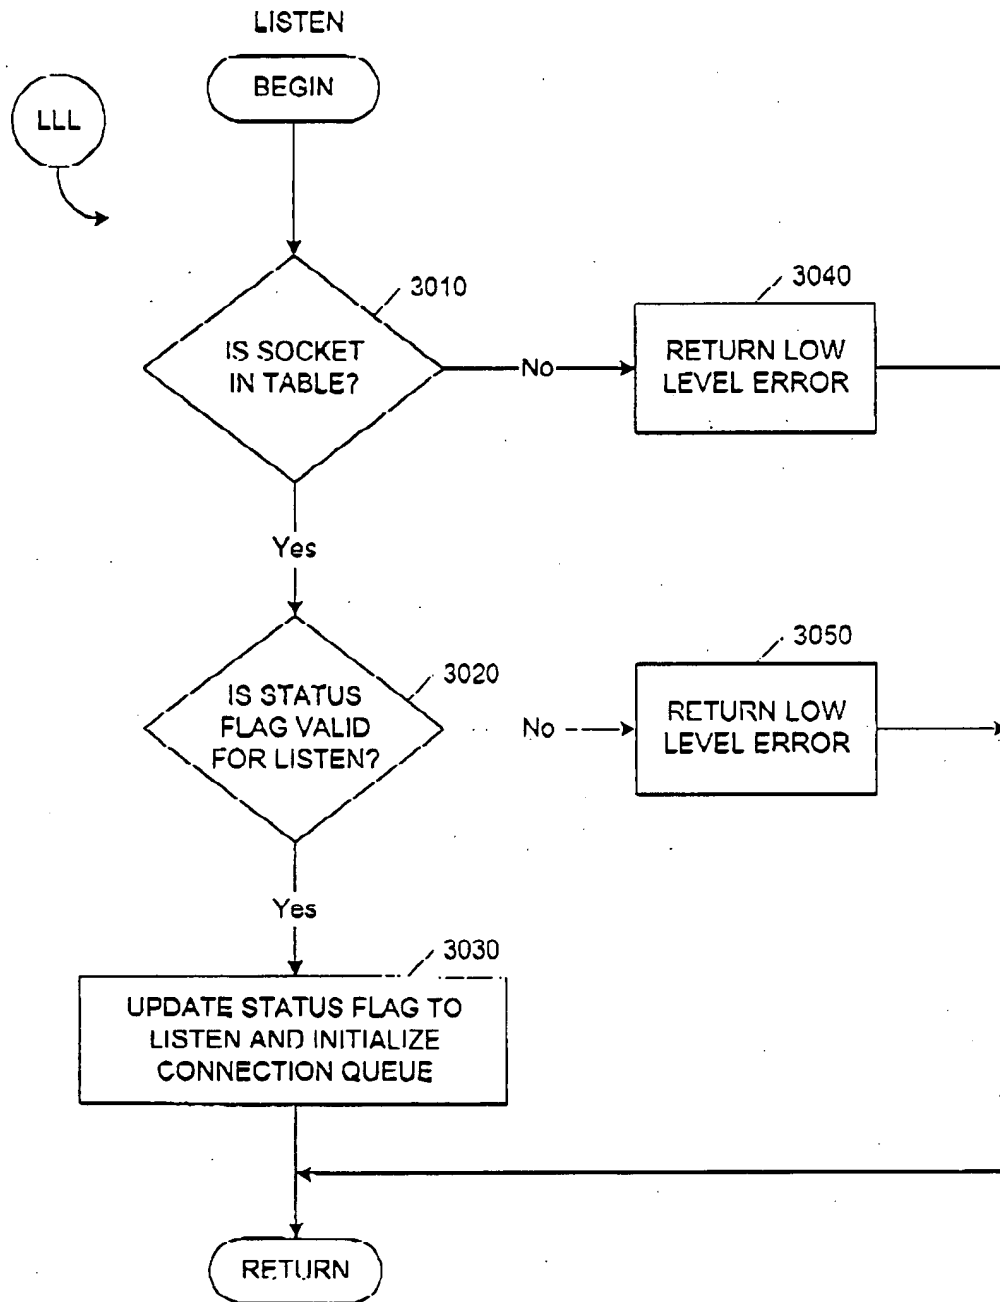 LISTEN
BEGIN
LLL
3010
IS SOCKET
IN TABLE?
No
3040
RETURN LOW
LEVEL ERROR
Yes
3020
IS STATUS
FLAG VALID
FOR LISTEN?
No
3050
RETURN LOW
LEVEL ERROR
Yes
3030
UPDATE STATUS FLAG TO
LISTEN AND INITIALIZE
CONNECTION QUEUE
RETURN